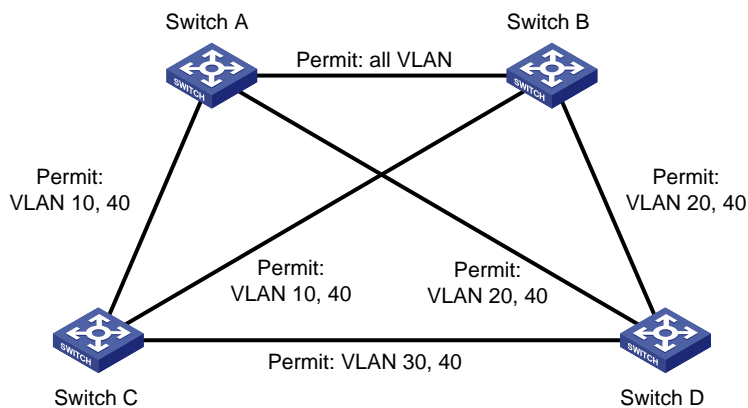 Switch A
Switch B
Permit: all VLAN
SWITCH
SWITCH
Permit:
VLAN 10, 40
Permit:
VLAN 20, 40
Permit:
VLAN 10, 40
Permit:
VLAN 20, 40
SWITCH
SWITCH
Permit: VLAN 30, 40
Switch C
Switch D